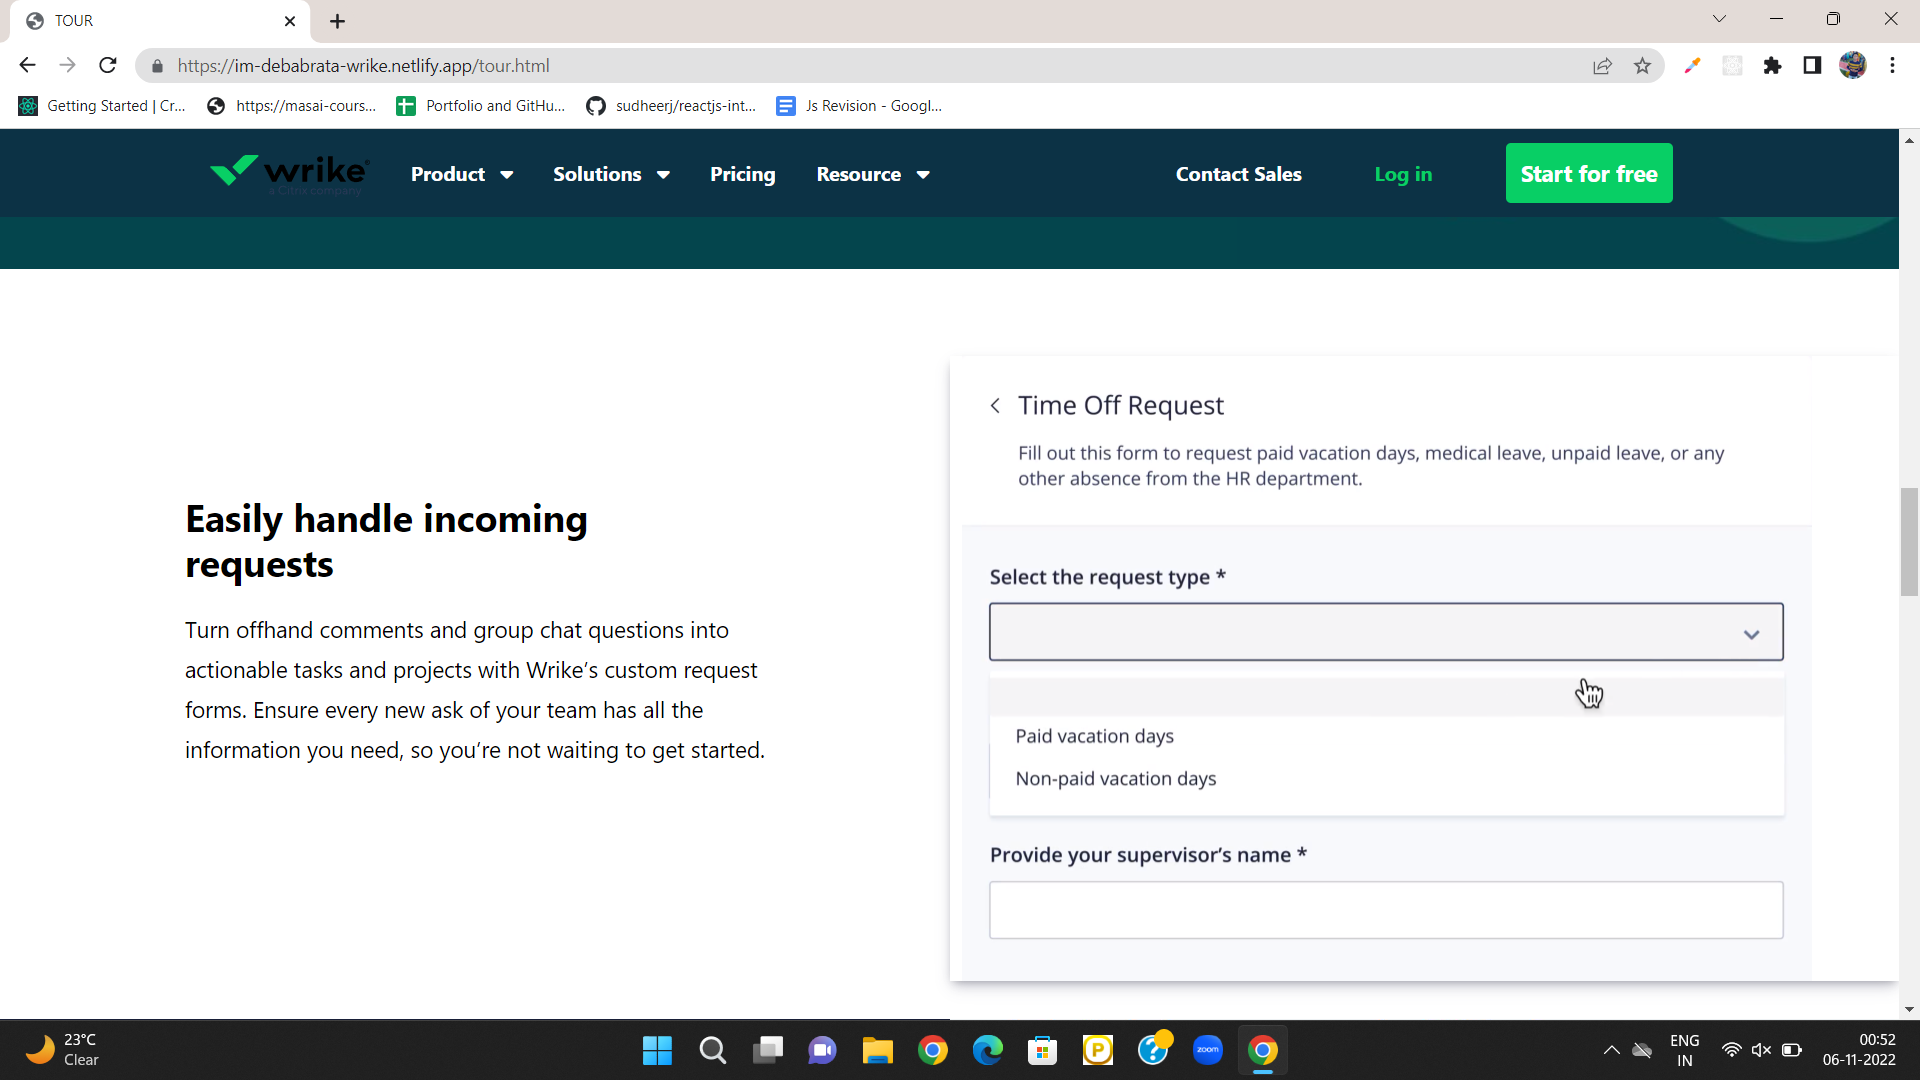 TOUR
https://im-debabrata-wrike.netlify.app/tour.html
Getting Started | Cr... https://masai-cours... Portfolio and GitHu... sudheerj/reactjs-int... Js Revision - Googl...
wrike Product Solutions Pricing Resource Contact Sales Log in Start for free
a Citrix company
Time Off Request
Fill out this form to request paid vacation days, medical leave, unpaid leave, or any
other absence from the HR department.
Easily handle incoming
requests
Turn offhand comments and group chat questions into
actionable tasks and projects with Wrike’s custom request
forms. Ensure every new ask of your team has all the
information you need, so you’re not waiting to get started.
Select the request type *
Paid vacation days
Non-paid vacation days
Provide your supervisor’s name *
23°C
Clear
zoom
ENG
IN
00:52
06-11-2022